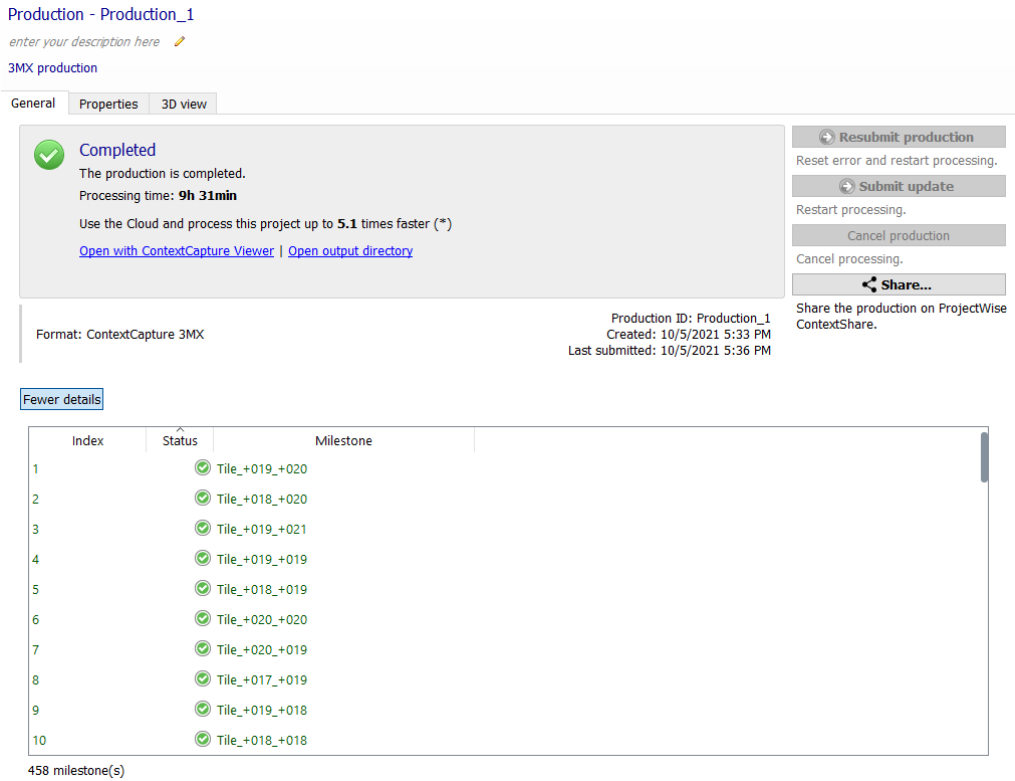 Production - Production_1
enter your description here
3MX production
General Properties 3D view
Completed
The production is completed.
Processing time: 9h 31min
Use the Cloud and process this project up to 5.1 times faster (*)
Open with ContextCapture Viewer | Open output directory
Resubmit production
Reset error and restart processing.
Submit update
Restart processing.
Cancel production
Cancel processing.
Share...
Share the production on ProjectWise
ContextShare.
Format: ContextCapture 3MX
Production ID: Production_1
Created: 10/5/2021 5:33 PM
Last submitted: 10/5/2021 5:36 PM
Fewer details
Index Status Milestone
1 Tile_+019_+020
2 Tile_+018_+020
3 Tile_+019_+021
4 Tile_+019_+019
5 Tile_+018_+019
6 Tile_+020_+020
7 Tile_+020_+019
8 Tile_+017_+019
9 Tile_+019_+018
10 Tile_+018_+018
458 milestone(s)